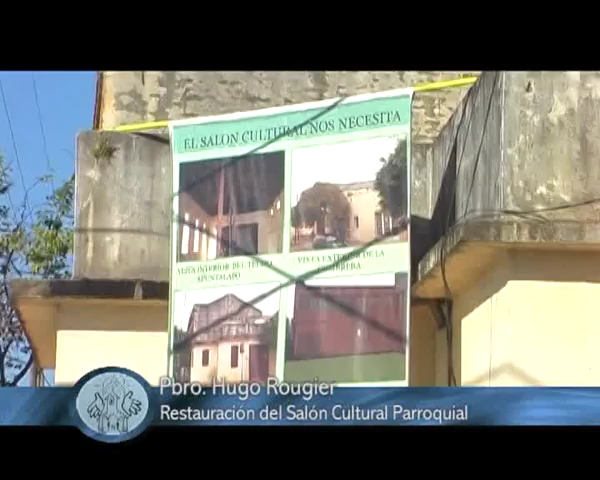 EL SALON CULTURAL NOS NECESITA
VISTA INTERIOR DEL TECHO
APUNTALADO
VISTA EXTERIOR DE LA
Pbro. Hugo Rougier
Restauración del Salón Cultural Parroquial